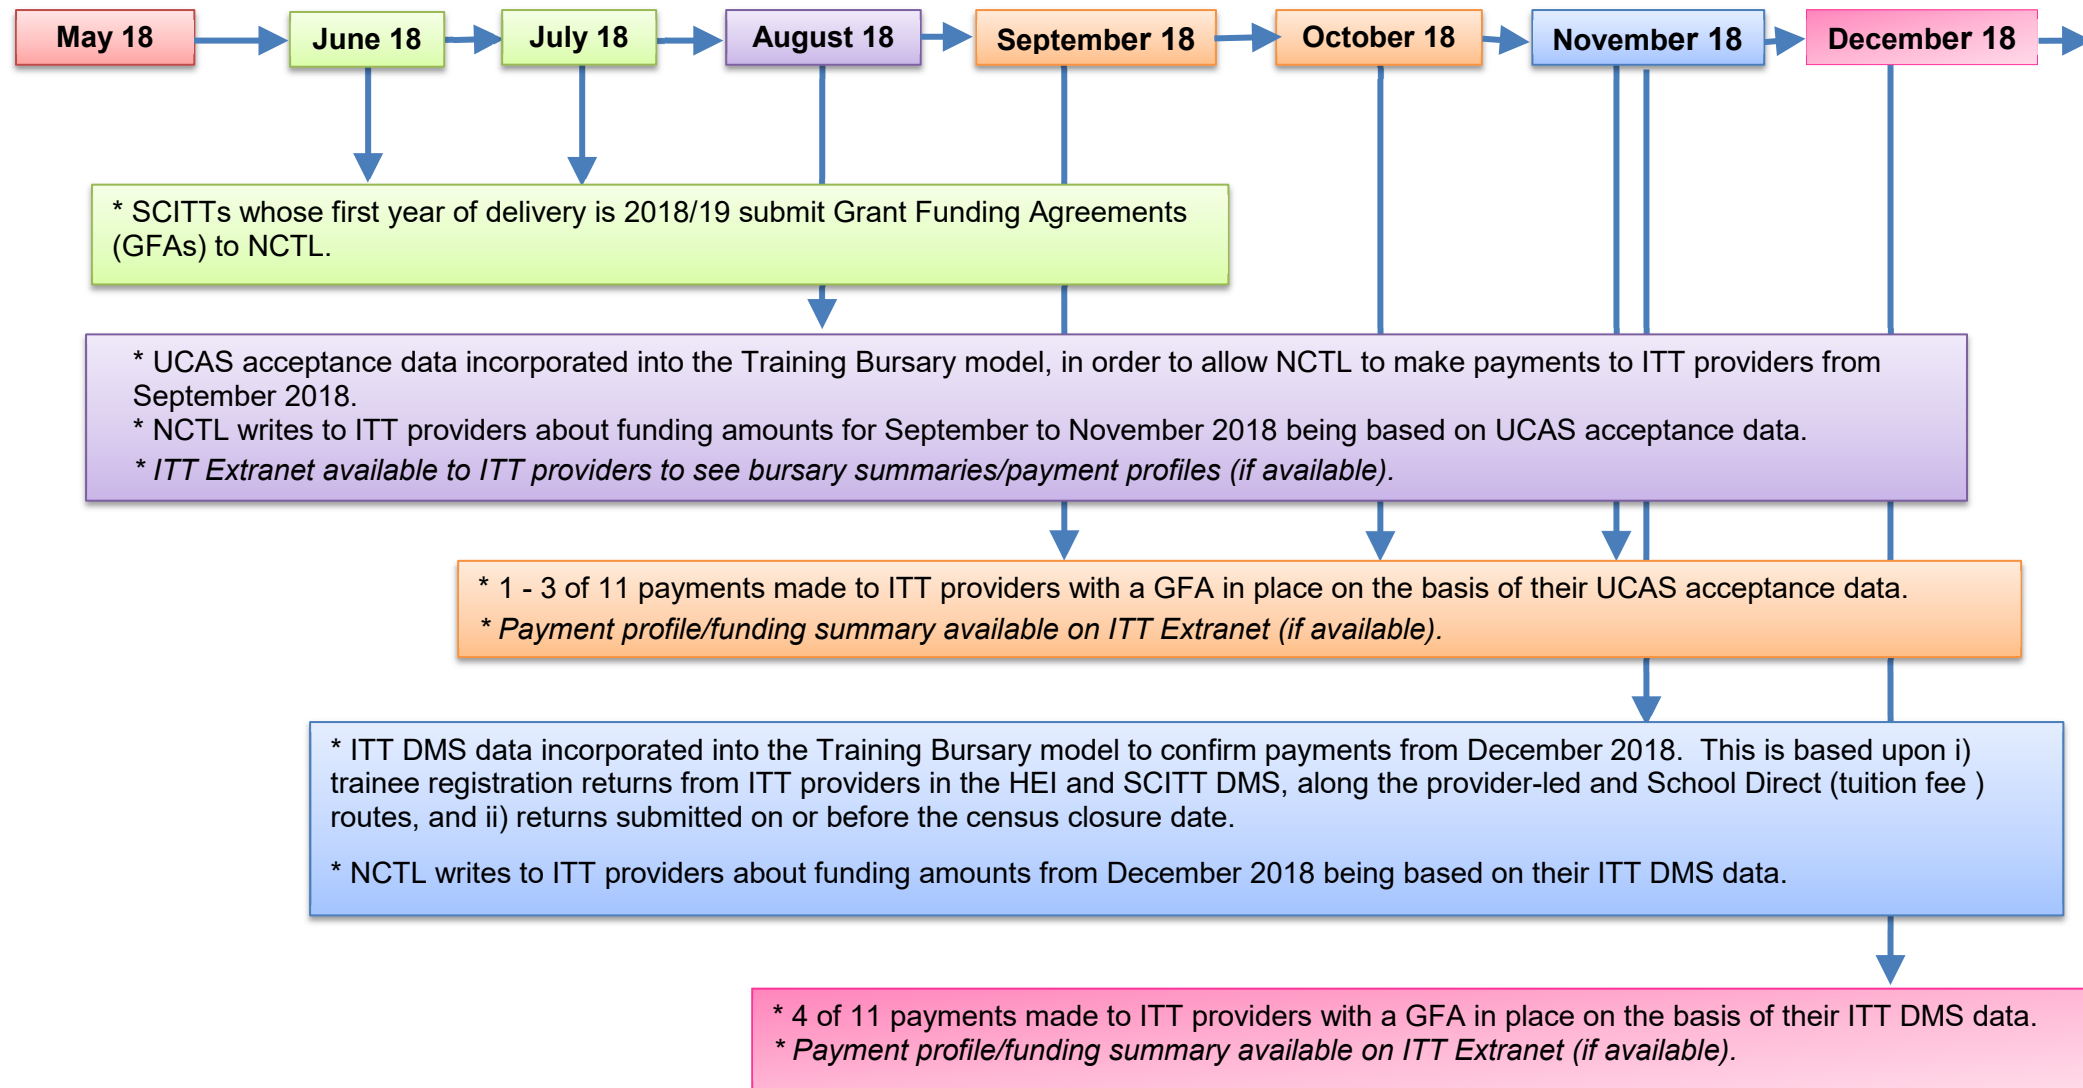 May 18
June 18
July 18
August 18
September 18
October 18
November 18
December 18
* SCITTs whose first year of delivery is 2018/19 submit Grant Funding Agreements
(GFAs) to NCTL.
* UCAS acceptance data incorporated into the Training Bursary model, in order to allow NCTL to make payments to ITT providers from
September 2018.
* NCTL writes to ITT providers about funding amounts for September to November 2018 being based on UCAS acceptance data.
* ITT Extranet available to ITT providers to see bursary summaries/payment profiles (if available).
* 1 - 3 of 11 payments made to ITT providers with a GFA in place on the basis of their UCAS acceptance data.
* Payment profile/funding summary available on ITT Extranet (if available).
* ITT DMS data incorporated into the Training Bursary model to confirm payments from December 2018.  This is based upon i)
trainee registration returns from ITT providers in the HEI and SCITT DMS, along the provider-led and School Direct (tuition fee )
routes, and ii) returns submitted on or before the census closure date.
* NCTL writes to ITT providers about funding amounts from December 2018 being based on their ITT DMS data.
* 4 of 11 payments made to ITT providers with a GFA in place on the basis of their ITT DMS data.
* Payment profile/funding summary available on ITT Extranet (if available).